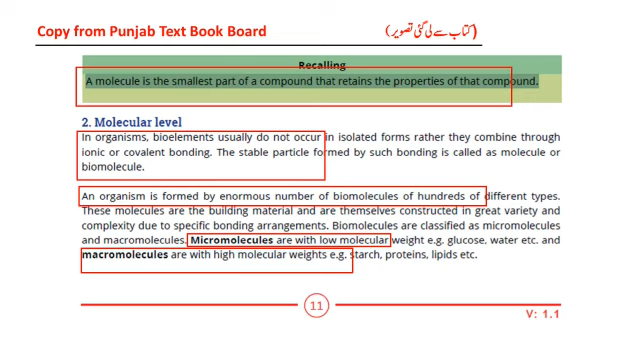 Copy from Punjab Text Book Board (کتاب سے لی گئی تصویر)
Recalling
A molecule is the smallest part of a compound that retains the properties of that compound.
2. Molecular level
In organisms, bioelements usually do not occur in isolated forms rather they combine through
ionic or covalent bonding. The stable particle formed by such bonding is called as molecule or
biomolecule.
An organism is formed by enormous number of biomolecules of hundreds of different types.
These molecules are the building material and are themselves constructed in great variety and
complexity due to specific bonding arrangements. Biomolecules are classified as micromolecules
and macromolecules. Micromolecules are with low molecular weight e.g. glucose, water etc. and
macromolecules are with high molecular weights e.g. starch, proteins, lipids etc.
11
V: 1.1